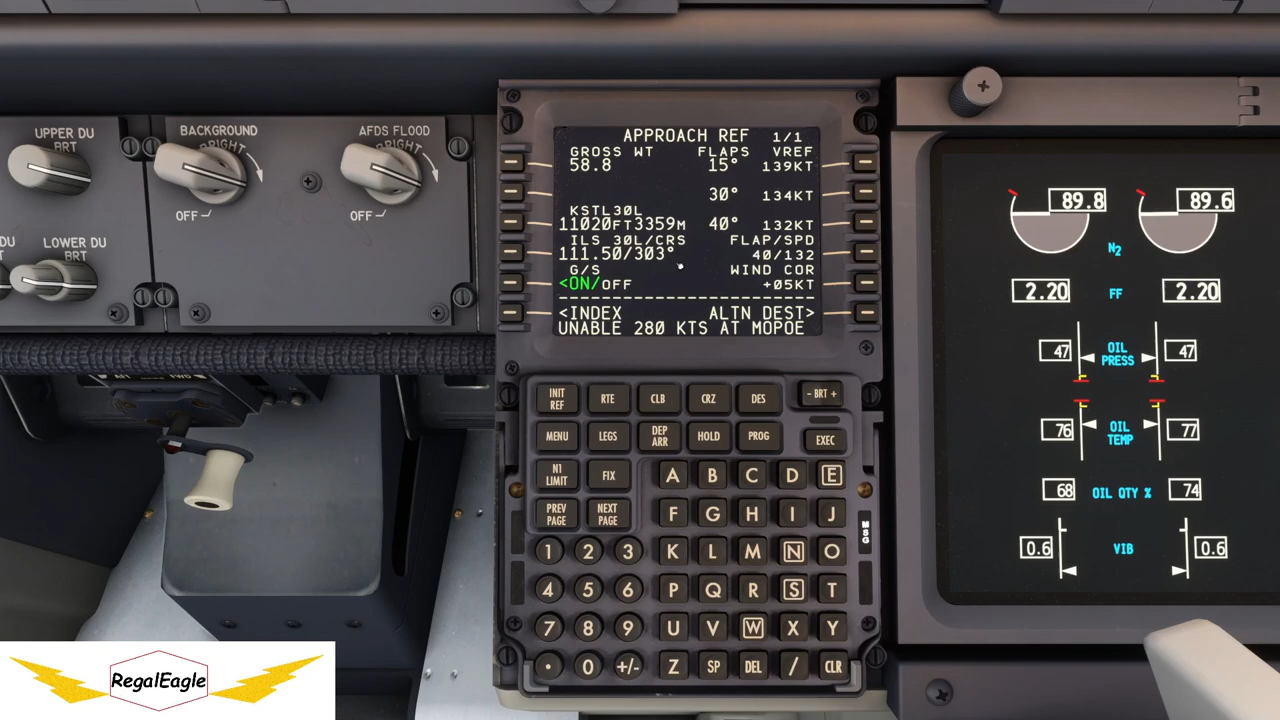 UPPER DU
BRT
DU
LOWER DU
BRT
BACKGROUND
BRIGHT
OFF
AFDS FLOOD
BRIGHT
OFF
AFT
FWD
APPROACH REF 1/1
GROSS WT FLAPS VREF
58.8 15° 139KT
30° 134KT
KSTL30L
11020FT3359M 40° 132KT
ILS 30L/CRS FLAP/SPD
111.50/303° 40/132
G/S WIND COR
<ON/OFF +05KT
--------------------------------
<INDEX ALTN DEST>
UNABLE 280 KTS AT MOPOE
INIT REF RTE CLB CRZ DES - BRT +
MENU LEGS DEP ARR HOLD PROG EXEC
N1 LIMIT FIX A B C D E
PREV PAGE NEXT PAGE F G H I J
MSG
1 2 3 K L M N O
4 5 6 P Q R S T
7 8 9 U V W X Y
. 0 +/- Z SP DEL / CLR
89.8 89.6
N2
2.20 FF 2.20
47 OIL PRESS 47
76 OIL TEMP 77
68 OIL QTY % 74
0.6 VIB 0.6
RegalEagle